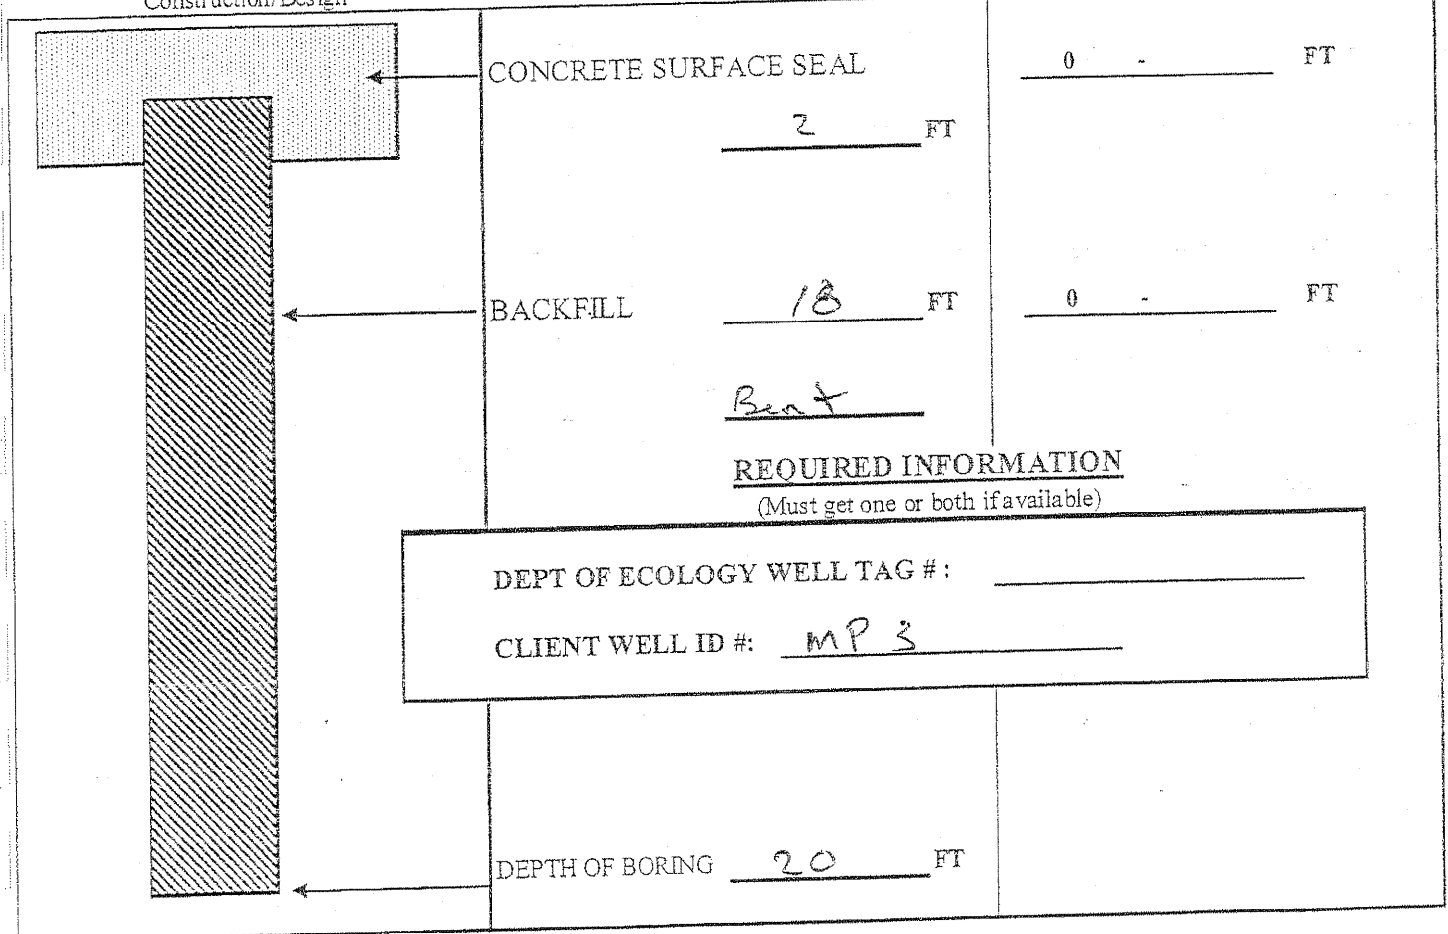 Construction/Design
CONCRETE SURFACE SEAL
0 - FT
2 FT
BACKFILL 18 FT
0 - FT
Bent
REQUIRED INFORMATION
(Must get one or both if available)
DEPT OF ECOLOGY WELL TAG #:
CLIENT WELL ID #: MP 3
DEPTH OF BORING 20 FT